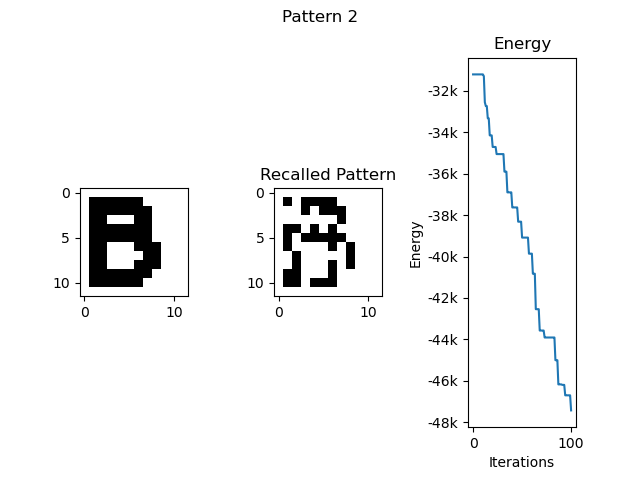 Pattern 2
0
5
10
0
10
B
Recalled Pattern
0
5
10
0
10
Energy
Energy
-32k
-34k
-36k
-38k
-40k
-42k
-44k
-46k
-48k
0
100
Iterations